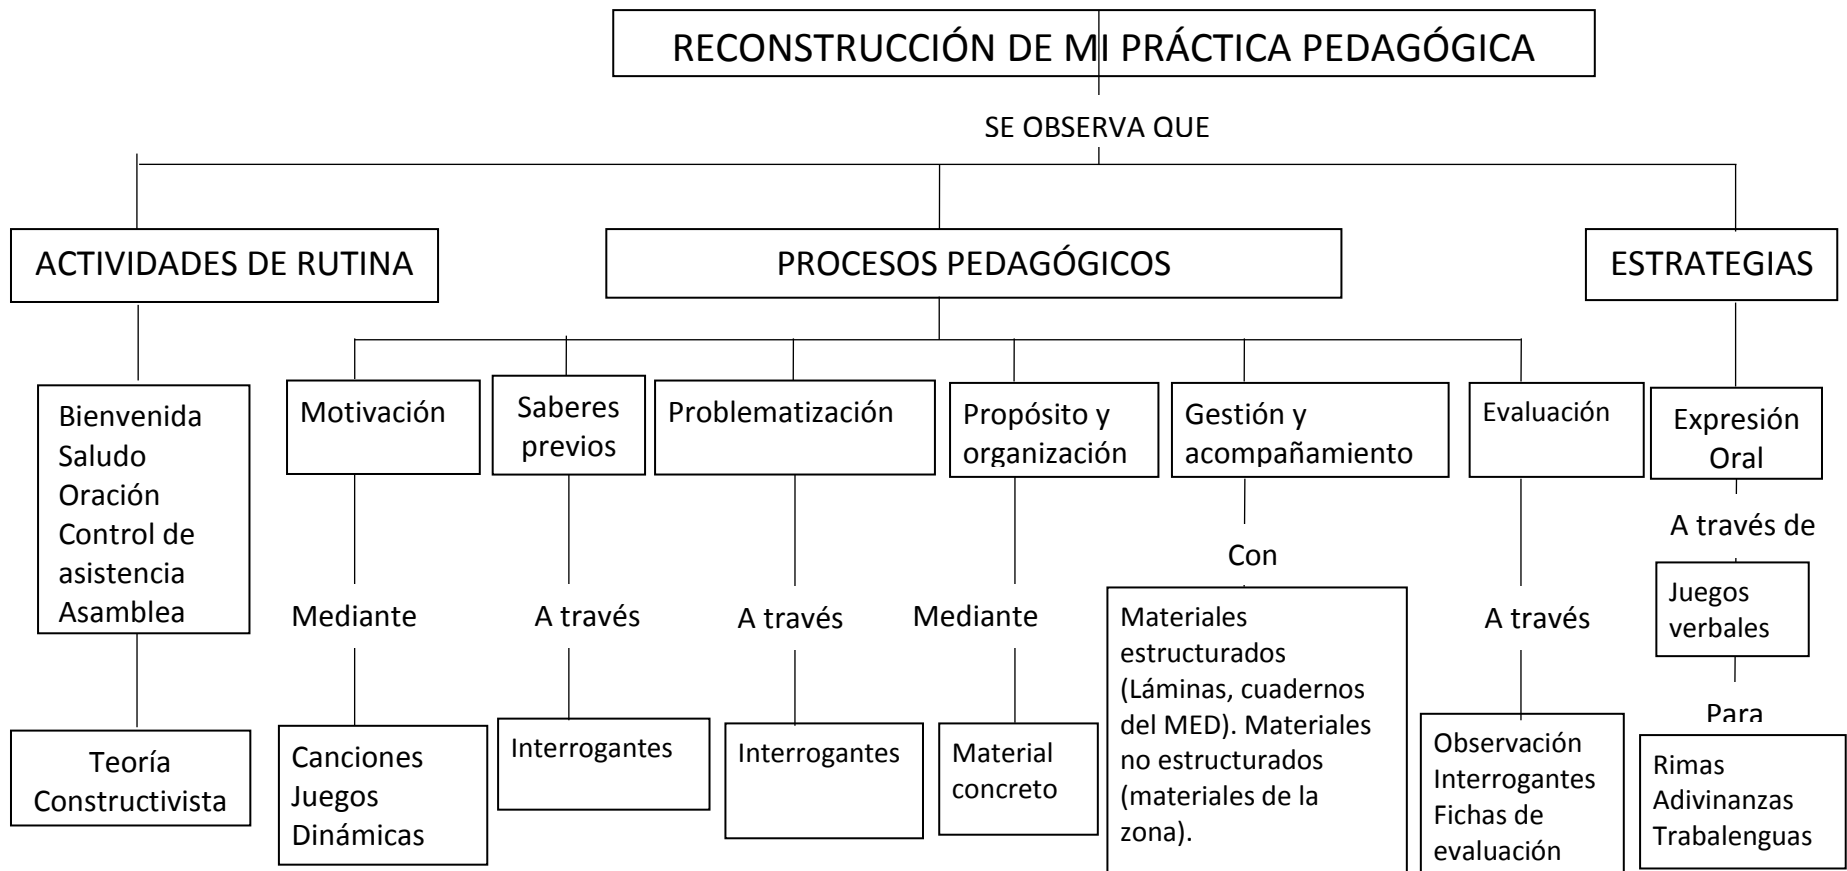 RECONSTRUCCIÓN DE MI PRÁCTICA PEDAGÓGICA
SE OBSERVA QUE
ACTIVIDADES DE RUTINA
PROCESOS PEDAGÓGICOS
ESTRATEGIAS
Bienvenida
Saludo
Oración
Control de
asistencia
Asamblea
Motivación
Saberes
previos
Problematización
Propósito y
organización
Gestión y
acompañamiento
Evaluación
Expresión
Oral
Mediante
A través
A través
Mediante
Con
A través
A través de
Juegos
verbales
Para
Teoría
Constructivista
Canciones
Juegos
Dinámicas
Interrogantes
Interrogantes
Material
concreto
Materiales
estructurados
(Láminas, cuadernos
del MED). Materiales
no estructurados
(materiales de la
zona).
Observación
Interrogantes
Fichas de
evaluación
Rimas
Adivinanzas
Trabalenguas